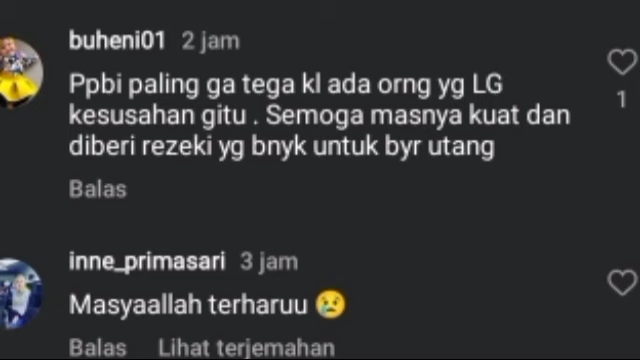 buheni01 2 jam
Ppbi paling ga tega kl ada orng yg LG
kesusahan gitu . Semoga masnya kuat dan
diberi rezeki yg bnyk untuk byr utang
1
Balas
inne_primasari 3 jam
Masyaallah terharuu 😢
Balas Lihat terjemahan